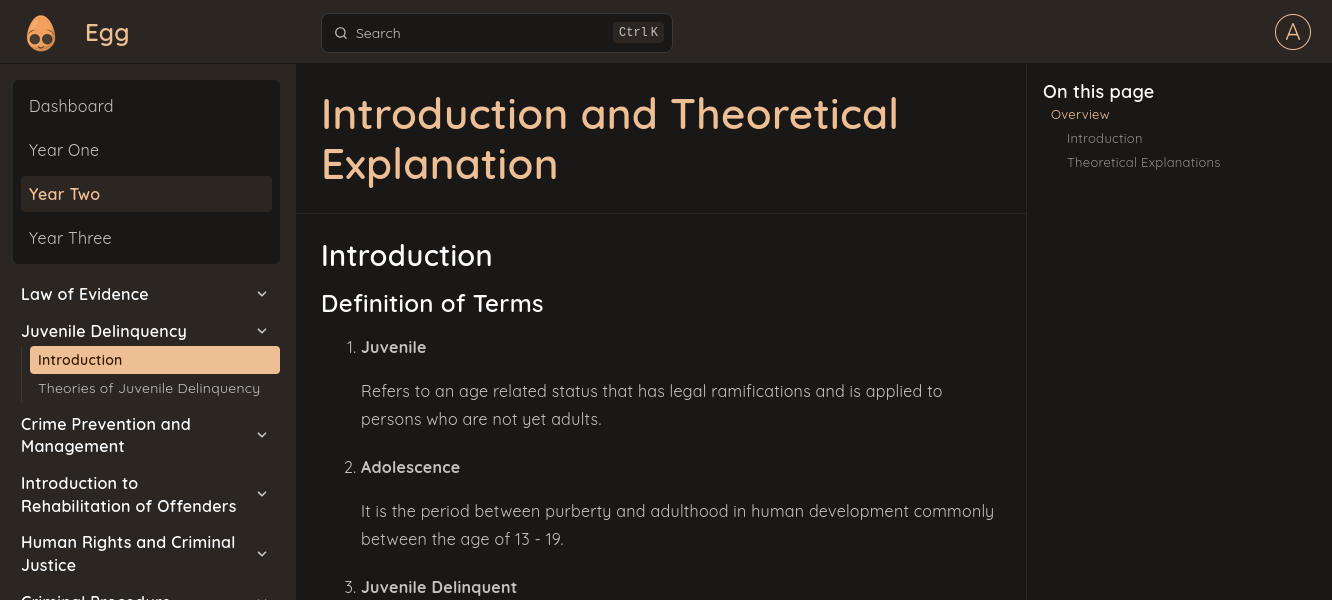 Egg
Search
Ctrl K
A
Dashboard
Year One
Year Two
Year Three
Law of Evidence
Juvenile Delinquency
Introduction
Theories of Juvenile Delinquency
Crime Prevention and
Management
Introduction to
Rehabilitation of Offenders
Human Rights and Criminal
Justice
Criminal Procedure
Introduction and Theoretical
Explanation
Introduction
Definition of Terms
1. Juvenile
Refers to an age related status that has legal ramifications and is applied to
persons who are not yet adults.
2. Adolescence
It is the period between purberty and adulthood in human development commonly
between the age of 13 - 19.
3. Juvenile Delinquent
On this page
Overview
Introduction
Theoretical Explanations